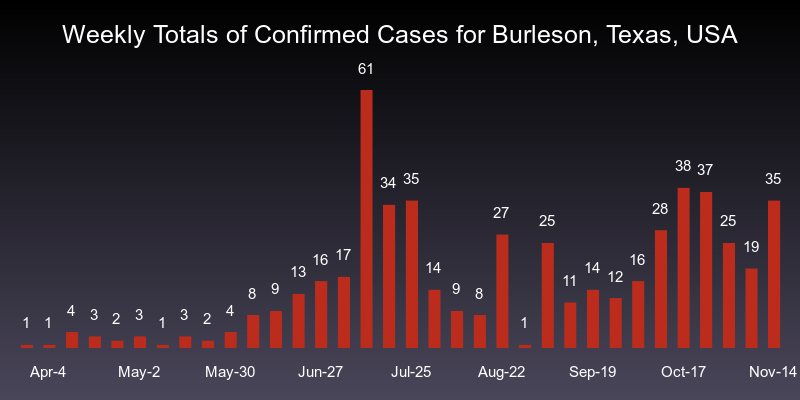 Weekly Totals of Confirmed Cases for Burleson, Texas, USA
1 1 4 3 2 3 1 3 2 4 8 9 13 16 17 61 34 35 14 9 8 27 1 25 11 14 12 16 28 38 37 25 19 35
Apr-4 May-2 May-30 Jun-27 Jul-25 Aug-22 Sep-19 Oct-17 Nov-14